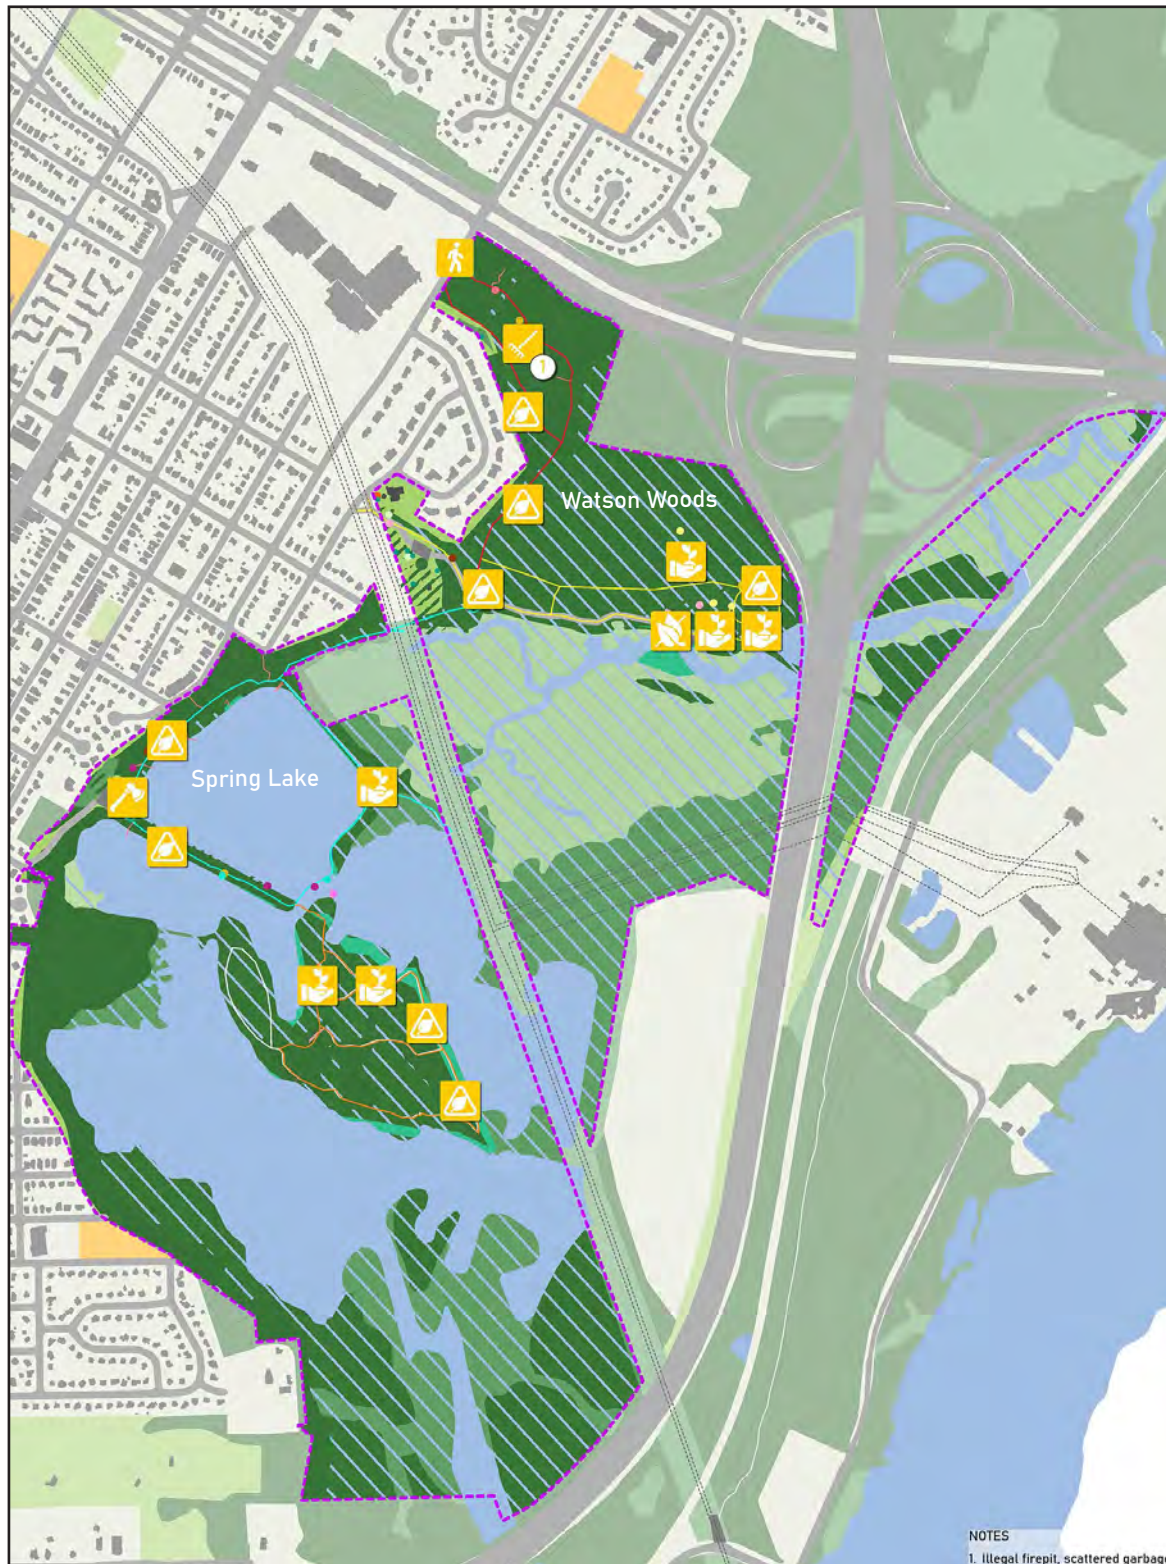 1
Watson Woods
Spring Lake
NOTES
1. Illegal firepit, scattered garbag